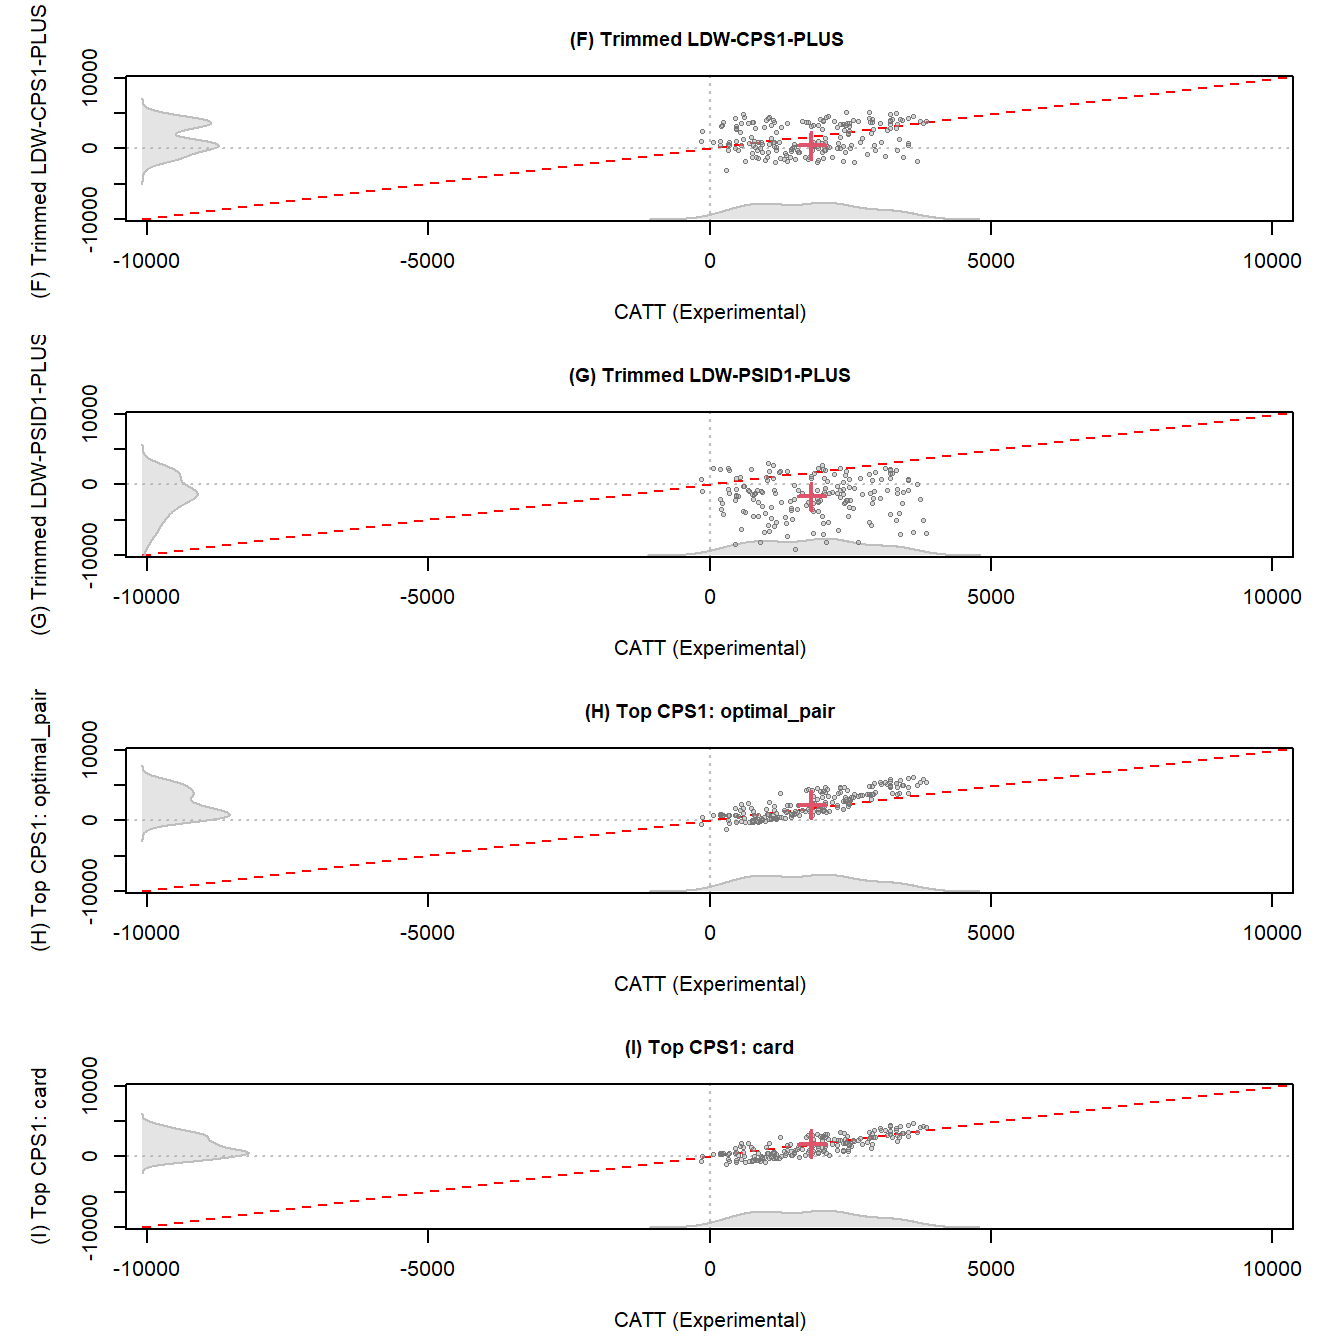 (F) Trimmed LDW-CPS1-PLUS
(F) Trimmed LDW-CPS1-PLUS
10000
0
-10000
-10000 -5000 0 5000 10000
CATT (Experimental)
(G) Trimmed LDW-PSID1-PLUS
(G) Trimmed LDW-PSID1-PLUS
10000
0
-10000
-10000 -5000 0 5000 10000
CATT (Experimental)
(H) Top CPS1: optimal_pair
(H) Top CPS1: optimal_pair
10000
0
-10000
-10000 -5000 0 5000 10000
CATT (Experimental)
(I) Top CPS1: card
(I) Top CPS1: card
10000
0
-10000
-10000 -5000 0 5000 10000
CATT (Experimental)